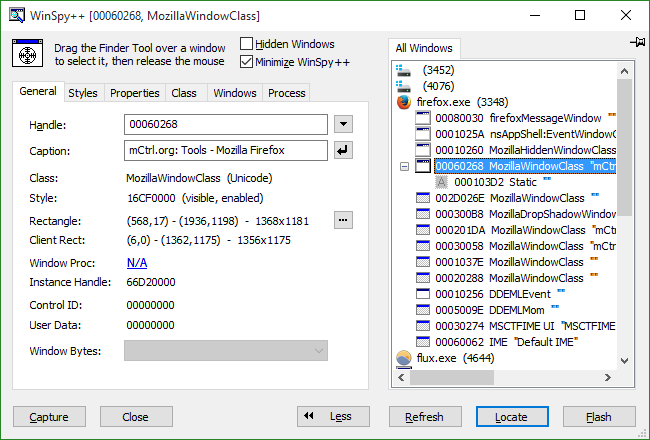 WinSpy++ [00060268, MozillaWindowClass]
Drag the Finder Tool over a window
to select it, then release the mouse
Hidden Windows
Minimize WinSpy++
General Styles Properties Class Windows Process
Handle: 00060268
Caption: mCtrl.org: Tools - Mozilla Firefox
Class: MozillaWindowClass (Unicode)
Style: 16CF0000 (visible, enabled)
Rectangle: (568,17) - (1936,1198) - 1368x1181 ...
Client Rect: (6,0) - (1362,1175) - 1356x1175
Window Proc: N/A
Instance Handle: 66D20000
Control ID: 00000000
User Data: 00000000
Window Bytes:
All Windows
(3452)
(4076)
firefox.exe (3348)
00080030 firefoxMessageWindow ""
0001025A nsAppShell:EventWindowC
00010260 MozillaHiddenWindowClass
00060268 MozillaWindowClass "mCtr
A 000103D2 Static ""
002D026E MozillaWindowClass ""
000300B8 MozillaDropShadowWindow
000201DA MozillaWindowClass "mCt
00030058 MozillaWindowClass "mCt
0001037E MozillaWindowClass ""
00020288 MozillaWindowClass ""
00010256 DDEMLEvent ""
0005009E DDEMLMom ""
00030274 MSCTFIME UI "MSCTFIME
00060062 IME "Default IME"
flux.exe (4644)
Capture Close Less Refresh Locate Flash